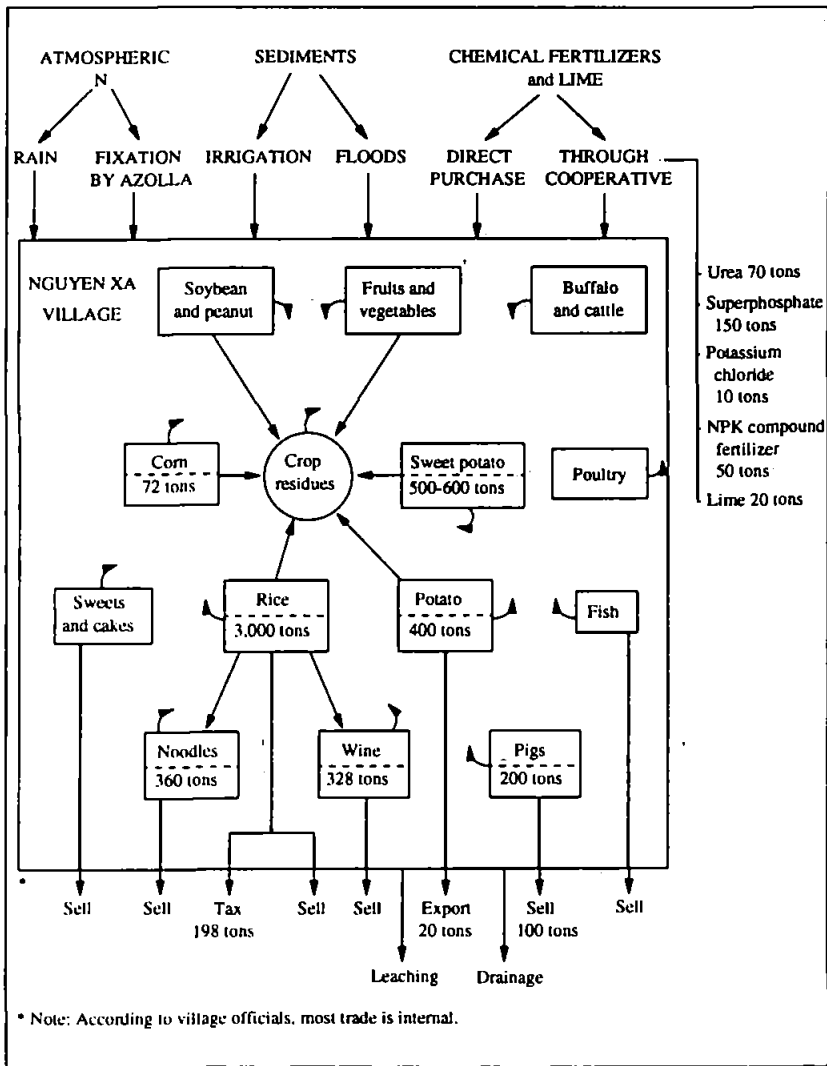 ATMOSPHERIC
N
SEDIMENTS
CHEMICAL FERTILIZERS
and LIME
RAIN
FIXATION
BY AZOLLA
IRRIGATION
FLOODS
DIRECT
PURCHASE
THROUGH
COOPERATIVE
NGUYEN XA
VILLAGE
Soybean
and peanut
Fruits and
vegetables
Buffalo
and cattle
Urea 70 tons
Superphosphate
150 tons
Potassium
chloride
10 tons
NPK compound
fertilizer
50 tons
Lime 20 tons
Corn
72 tons
Crop
residues
Sweet potato
500-600 tons
Poultry
Sweets
and cakes
Rice
3.000 tons
Potato
400 tons
Fish
Noodles
360 tons
Wine
328 tons
Pigs
200 tons
Sell
Sell
Tax
198 tons
Sell
Sell
Export
20 tons
Sell
100 tons
Sell
Leaching
Drainage
* Note: According to village officials, most trade is internal.